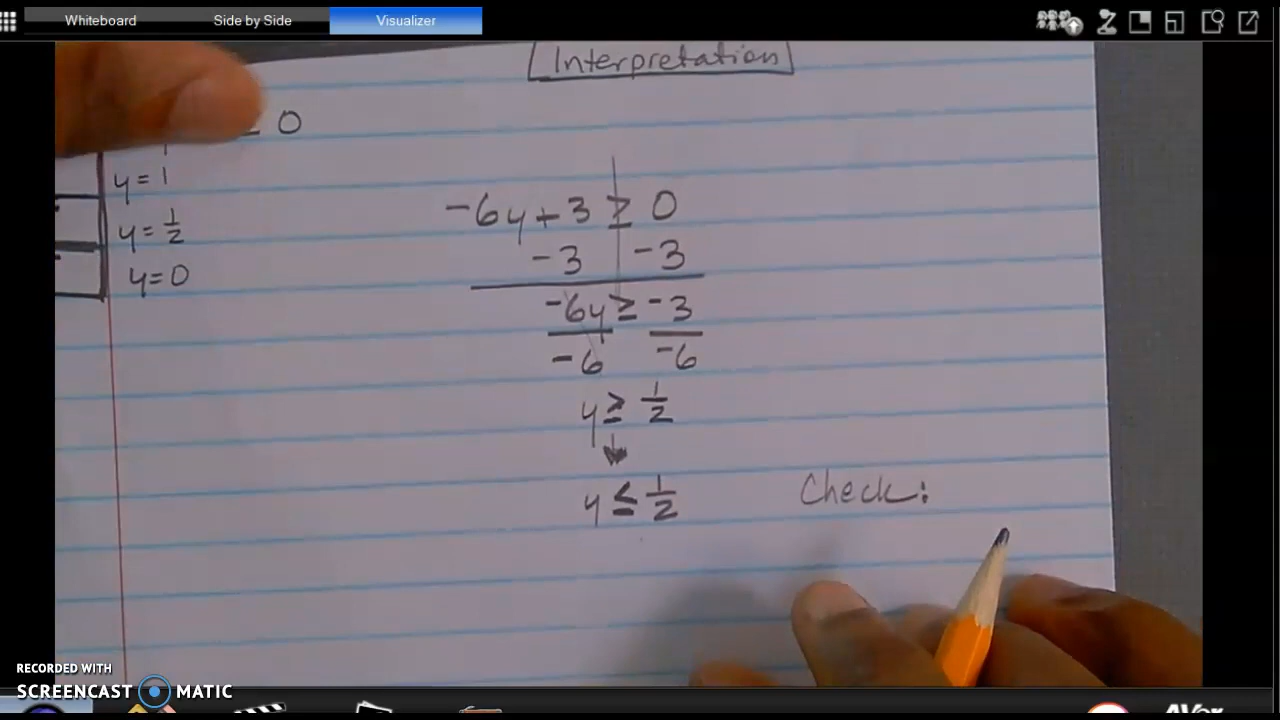 Whiteboard Side by Side Visualizer
Interpretation
0
y = 1
y = 1/2
y = 0
-6y + 3 ≥ 0
-3 -3
-6y ≥ -3
-6 -6
y ≥ 1/2
y ≤ 1/2
Check:
RECORDED WITH
SCREENCAST MATIC
AVer